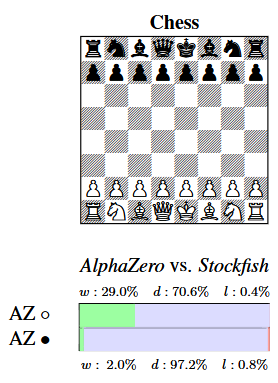 Chess
AlphaZero vs. Stockfish
w : 29.0% d : 70.6% l : 0.4%
AZ ○
AZ ●
w : 2.0% d : 97.2% l : 0.8%